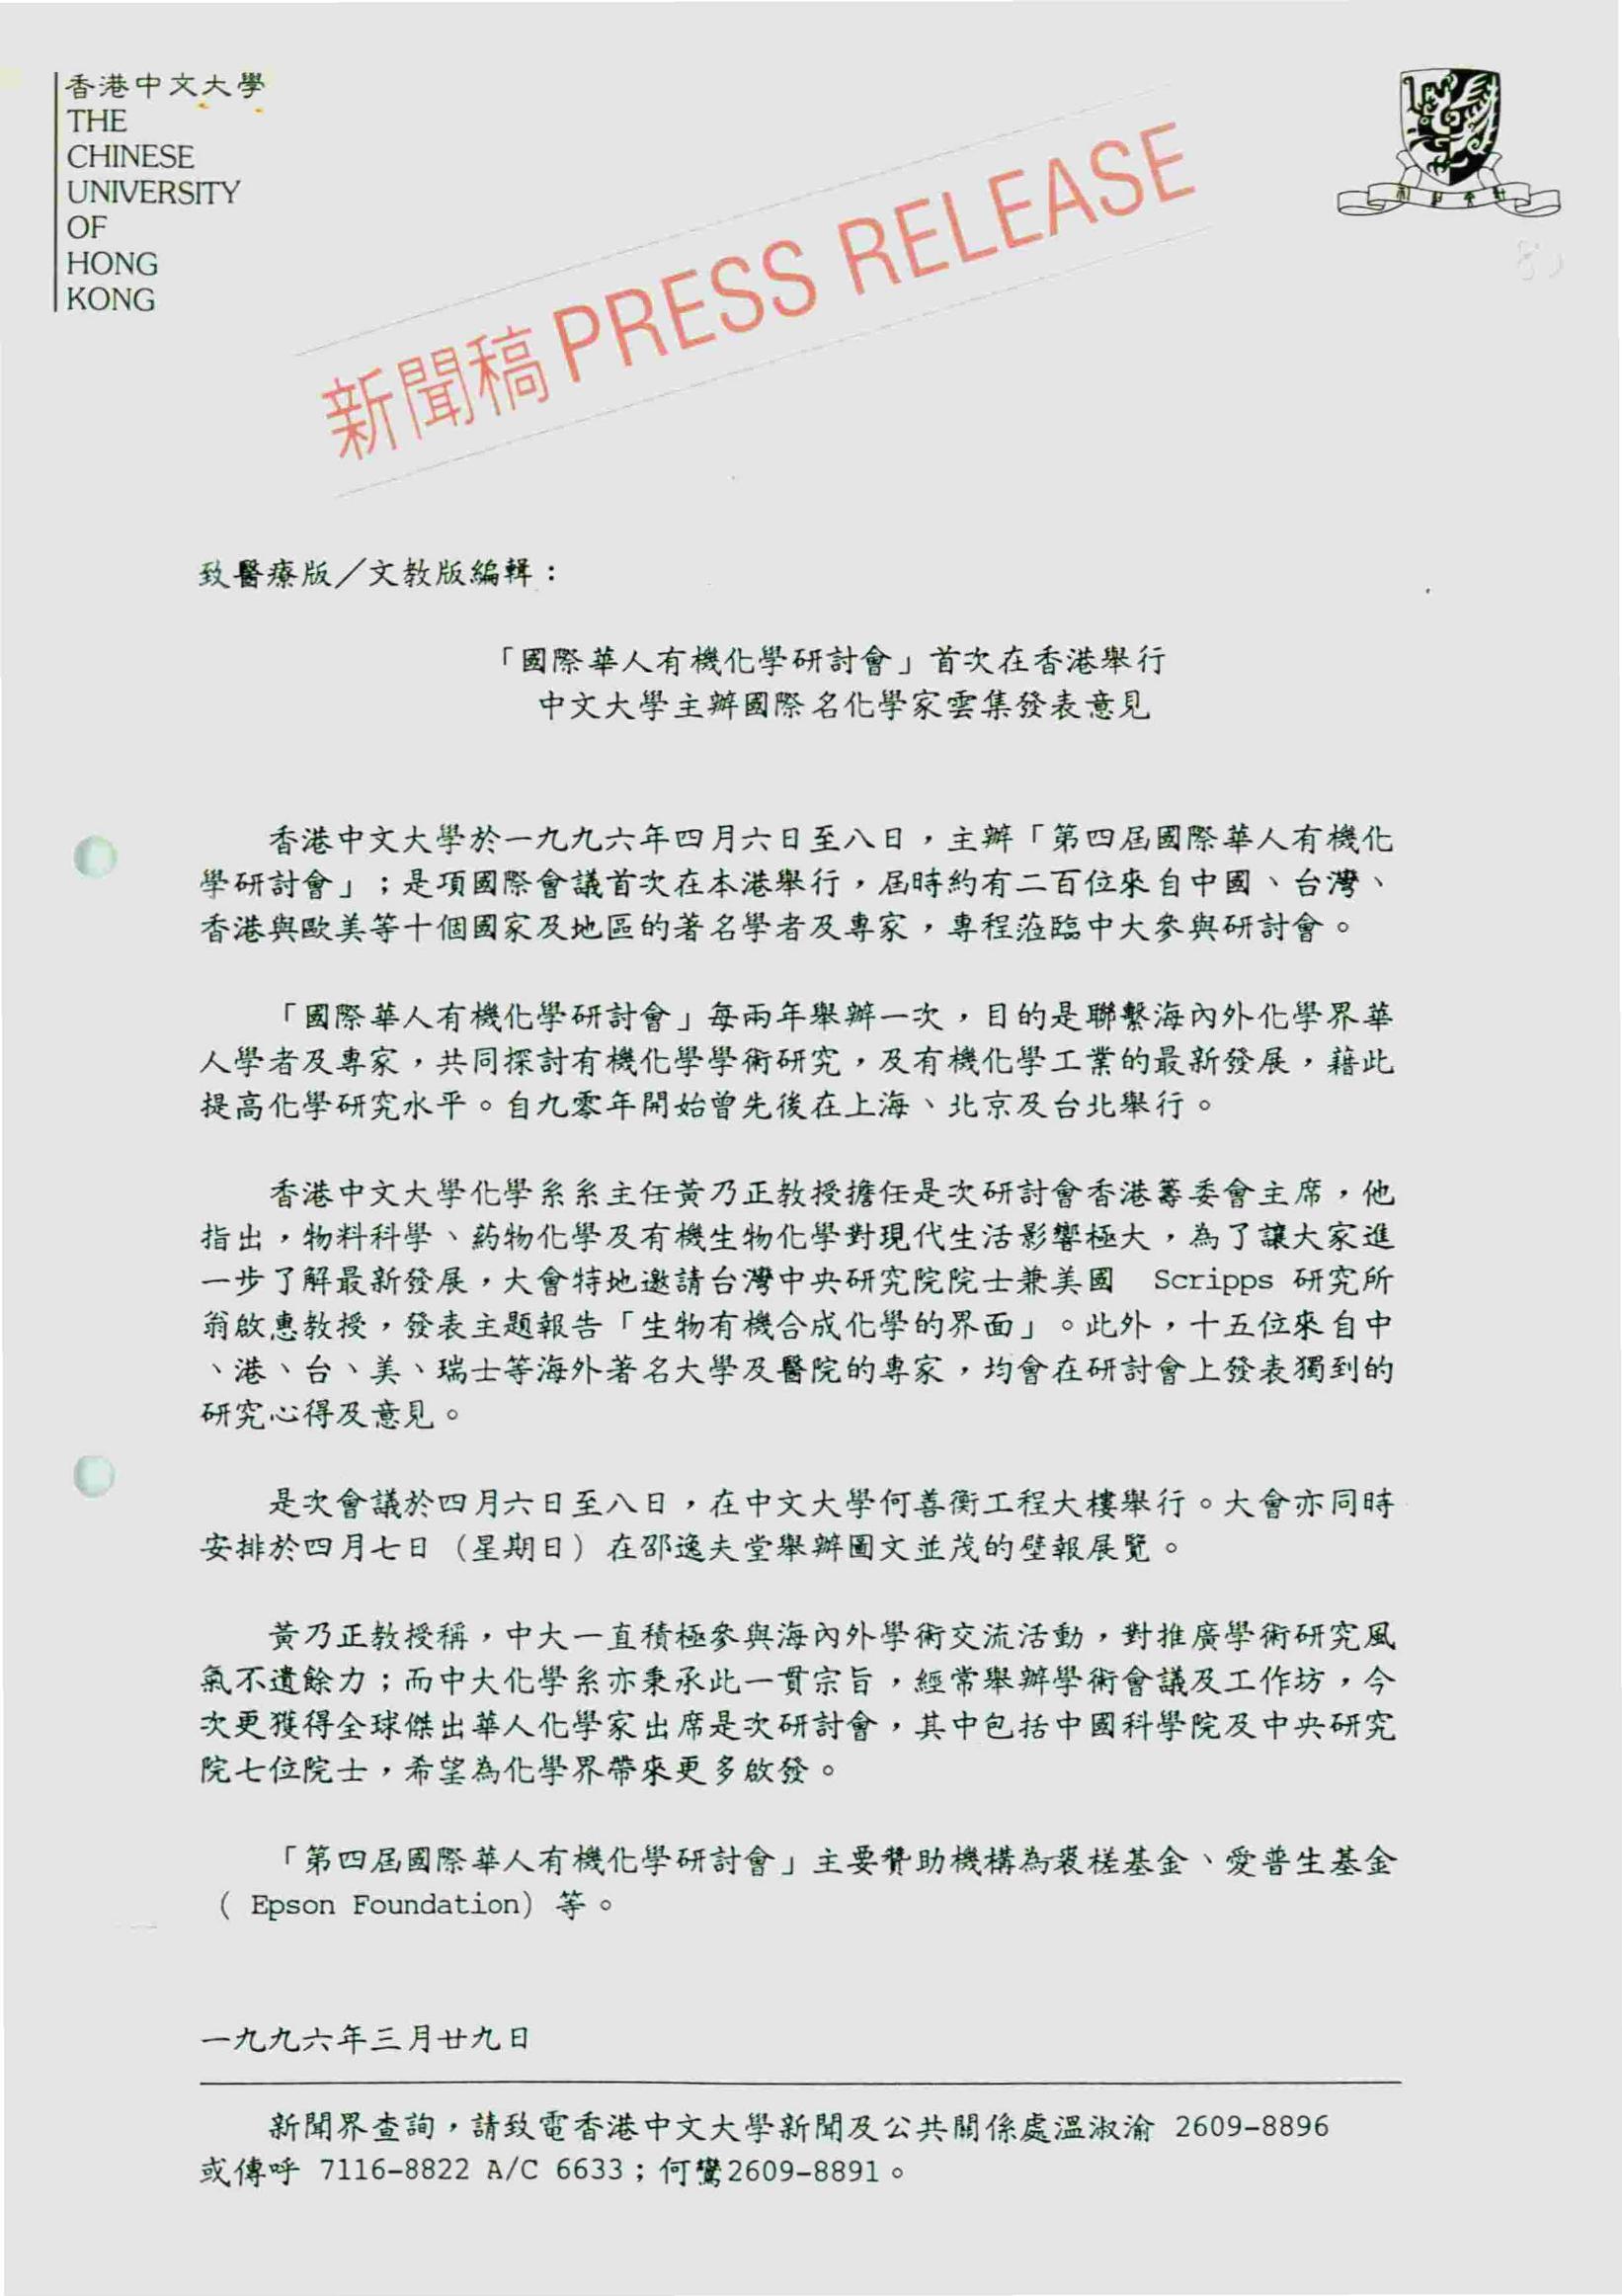 香港中文大學
THE
CHINESE
UNIVERSITY
OF
HONG
KONG
新聞稿 PRESS RELEASE
致醫療版／文教版編輯：
「國際華人有機化學研討會」首次在香港舉行
中文大學主辦國際名化學家雲集發表意見
香港中文大學於一九九六年四月六日至八日，主辦「第四屆國際華人有機化
學研討會」；是項國際會議首次在本港舉行，屆時約有二百位來自中國、台灣、
香港與歐美等十個國家及地區的著名學者及專家，專程蒞臨中大參與研討會。
「國際華人有機化學研討會」每兩年舉辦一次，目的是聯繫海內外化學界華
人學者及專家，共同探討有機化學學術研究，及有機化學工業的最新發展，藉此
提高化學研究水平。自九零年開始曾先後在上海、北京及台北舉行。
香港中文大學化學系系主任黃乃正教授擔任是次研討會香港籌委會主席，他
指出，物料科學、葯物化學及有機生物化學對現代生活影響極大，為了讓大家進
一步了解最新發展，大會特地邀請台灣中央研究院院士兼美國 Scripps 研究所
翁啟惠教授，發表主題報告「生物有機合成化學的界面」。此外，十五位來自中
、港、台、美、瑞士等海外著名大學及醫院的專家，均會在研討會上發表獨到的
研究心得及意見。
是次會議於四月六日至八日，在中文大學何善衡工程大樓舉行。大會亦同時
安排於四月七日（星期日）在邵逸夫堂舉辦圖文並茂的壁報展覽。
黃乃正教授稱，中大一直積極參與海內外學術交流活動，對推廣學術研究風
氣不遺餘力；而中大化學系亦秉承此一貫宗旨，經常舉辦學術會議及工作坊，今
次更獲得全球傑出華人化學家出席是次研討會，其中包括中國科學院及中央研究
院七位院士，希望為化學界帶來更多啟發。
「第四屆國際華人有機化學研討會」主要贊助機構為裘槎基金、愛普生基金
( Epson Foundation) 等。
一九九六年三月廿九日
新聞界查詢，請致電香港中文大學新聞及公共關係處溫淑渝 2609-8896
或傳呼 7116-8822 A/C 6633；何鸞2609-8891。